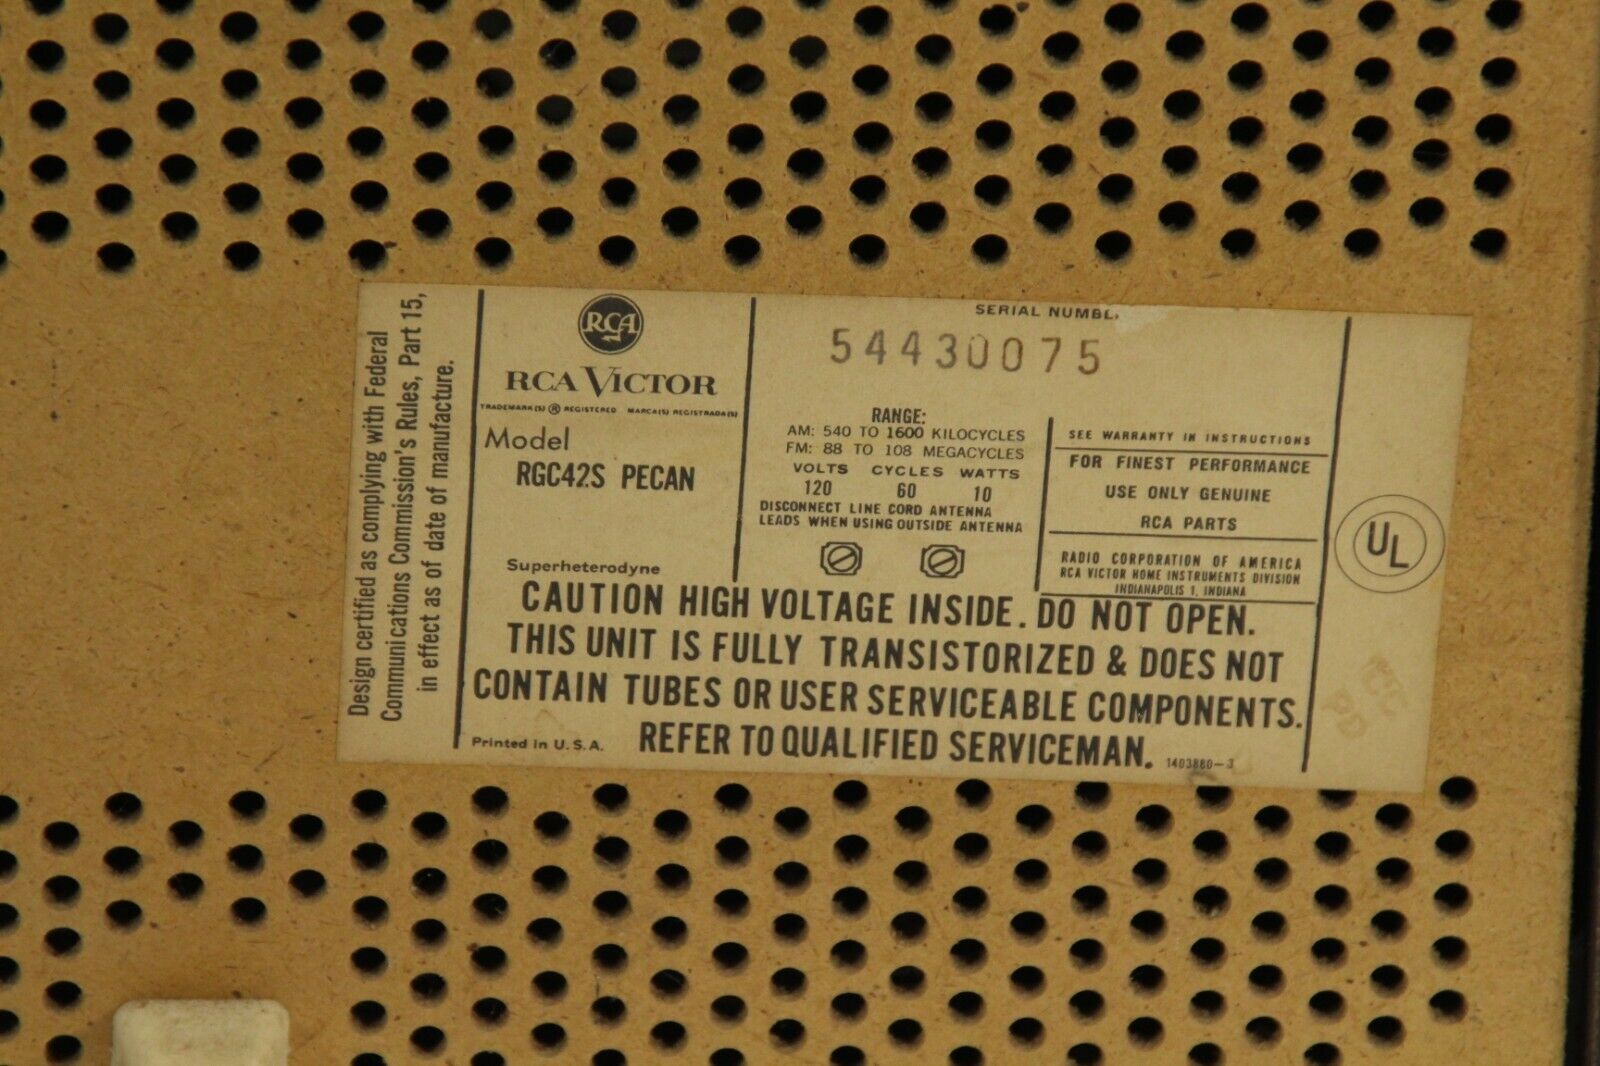 Design certified as complying with Federal
Communications Commission's Rules, Part 15,
in effect as of date of manufacture.
RCA
RCA VICTOR
TRADEMARK(S) ® REGISTERED MARCA(S) REGISTRADA(S)
Model
RGC42S PECAN
Superheterodyne
SERIAL NUMBE
54430075
RANGE:
AM: 540 TO 1600 KILOCYCLES
FM: 88 TO 108 MEGACYCLES
VOLTS CYCLES WATTS
120 60 10
DISCONNECT LINE CORD ANTENNA
LEADS WHEN USING OUTSIDE ANTENNA
SEE WARRANTY IN INSTRUCTIONS
FOR FINEST PERFORMANCE
USE ONLY GENUINE
RCA PARTS
RADIO CORPORATION OF AMERICA
RCA VICTOR HOME INSTRUMENTS DIVISION
INDIANAPOLIS 1, INDIANA
UL
CAUTION HIGH VOLTAGE INSIDE. DO NOT OPEN.
THIS UNIT IS FULLY TRANSISTORIZED & DOES NOT
CONTAIN TUBES OR USER SERVICEABLE COMPONENTS.
REFER TO QUALIFIED SERVICEMAN.
Printed in U.S.A.
1403880-3